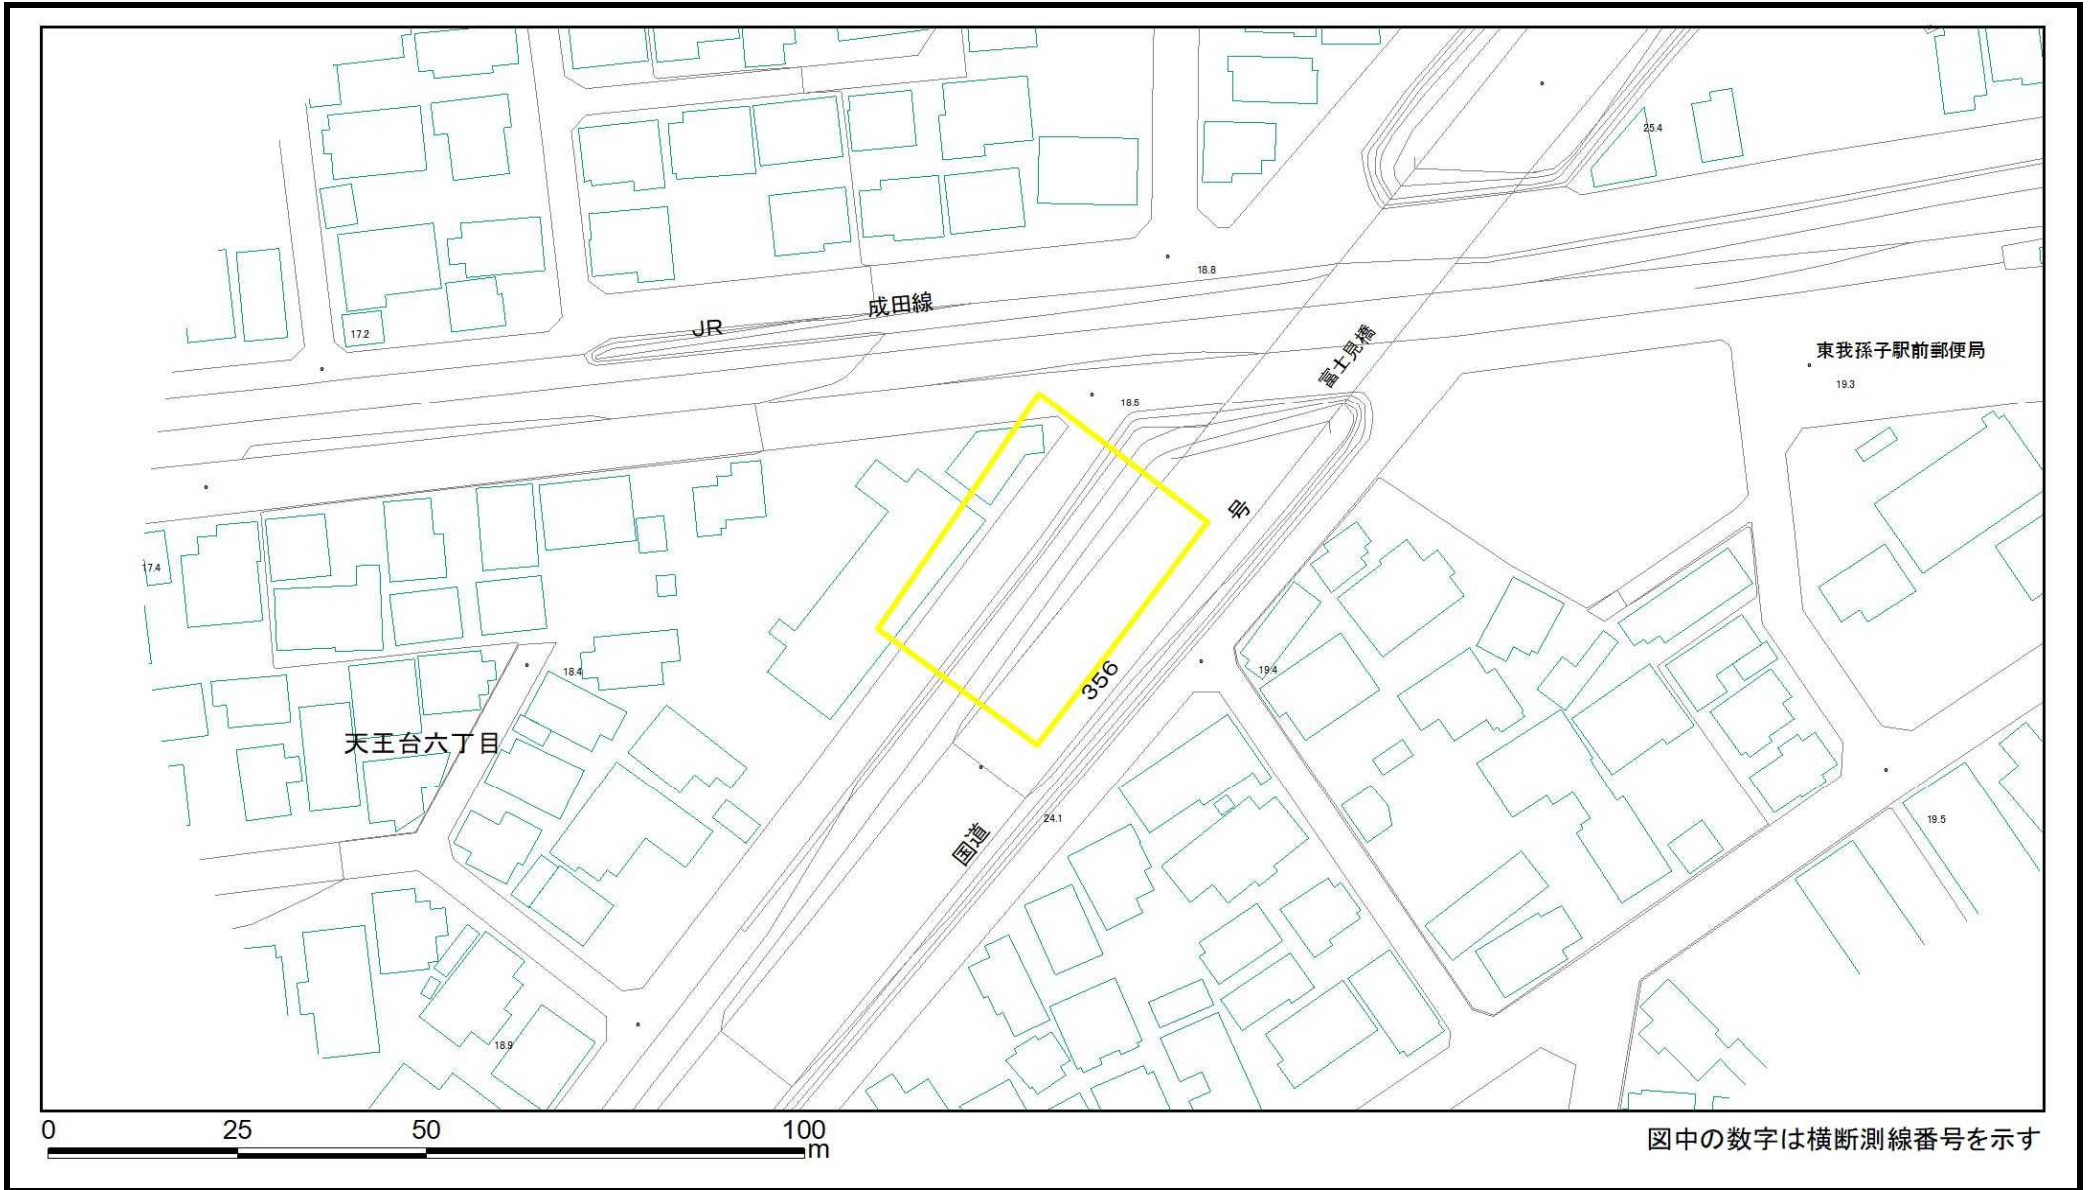 25.4
18.8
成田線
JR
17.2
富士見橋
東我孫子駅前郵便局
19.3
18.5
号
17.4
18.4
19.4
356
天王台六丁目
24.1
19.5
国道
18.9
0 25 50 100
m
図中の数字は横断測線番号を示す